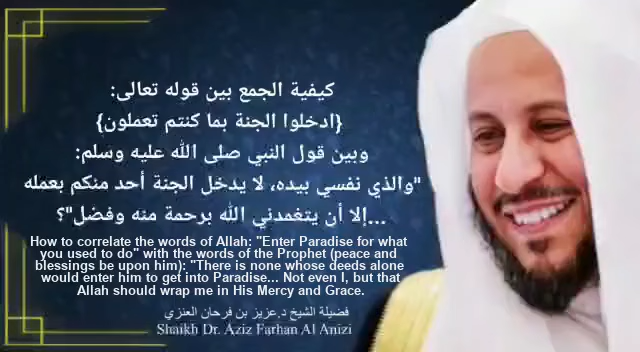 كيفية الجمع بين قوله تعالى:
{ادخلوا الجنة بما كنتم تعملون}
وبين قول النبي صلى الله عليه وسلم:
"والذي نفسي بيده، لا يدخل الجنة أحد منكم بعمله
...إلا أن يتغمدني الله برحمة منه وفضل"؟
How to correlate the words of Allah: "Enter Paradise for what
you used to do" with the words of the Prophet (peace and
blessings be upon him): "There is none whose deeds alone
would enter him to get into Paradise... Not even I, but that
Allah should wrap me in His Mercy and Grace.
فضيلة الشيخ د.عزيز بن فرحان العنزي
Shaikh Dr. Aziz Farhan Al Anizi